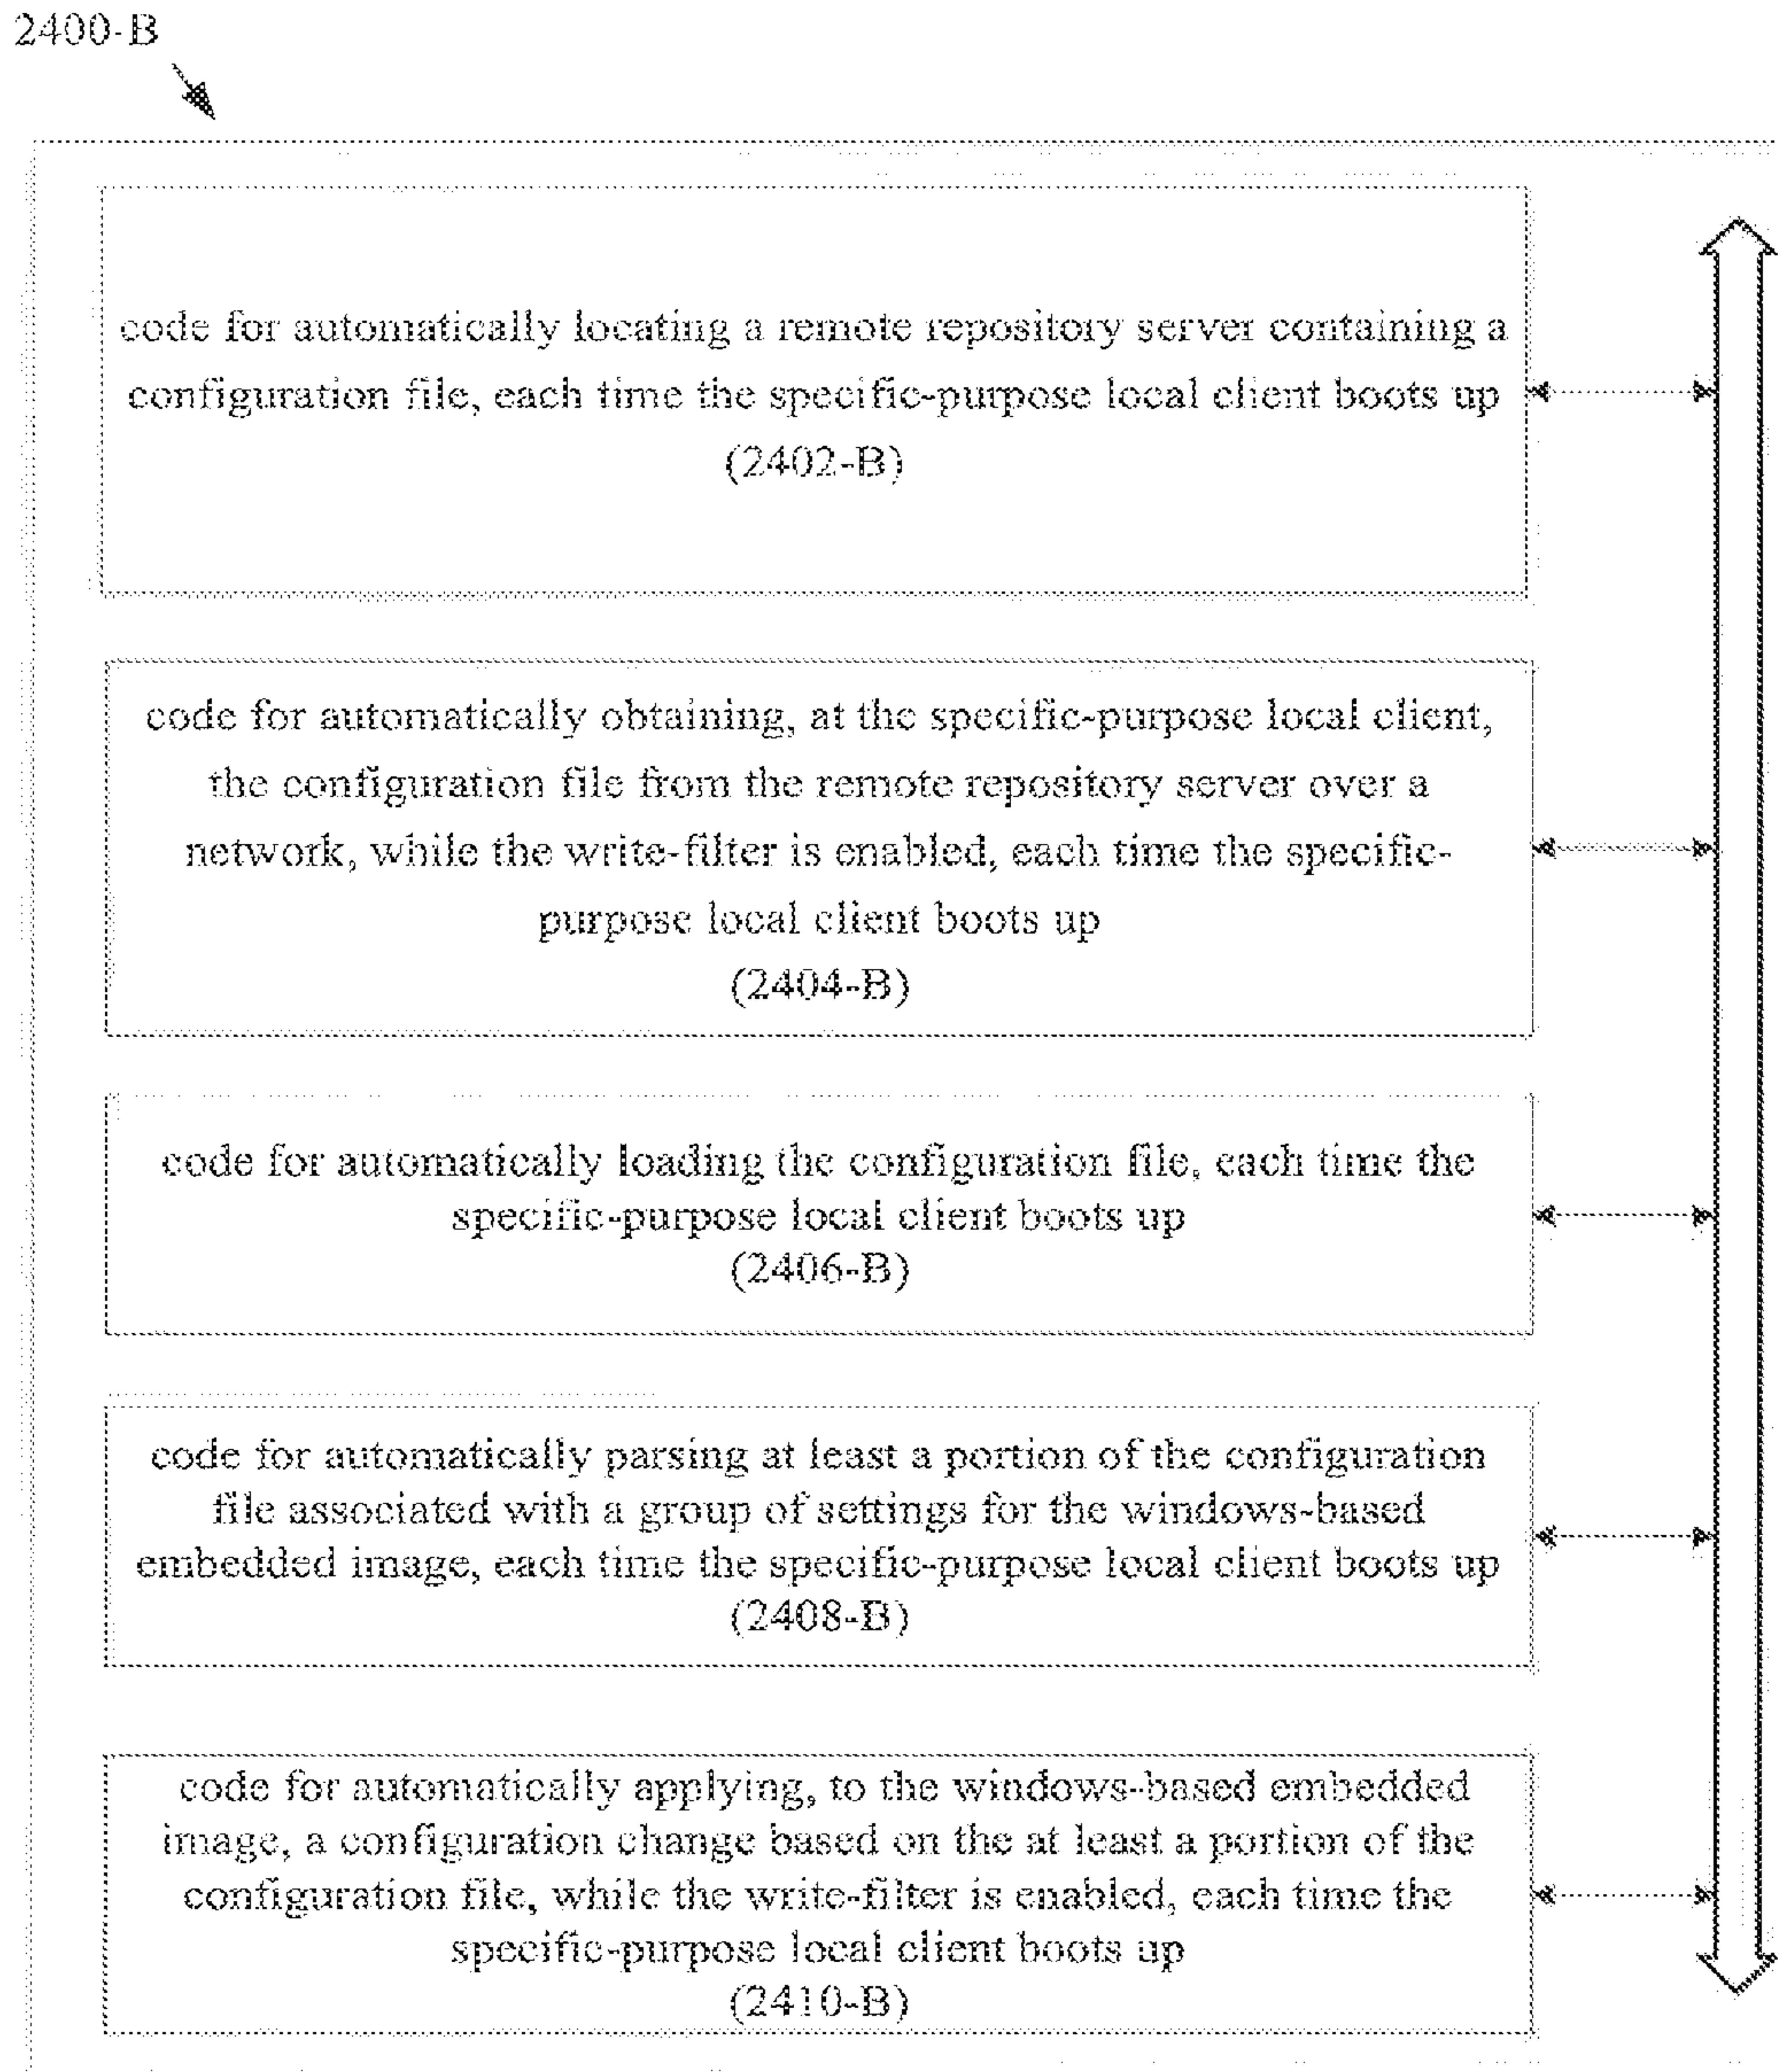 2400-B
code for automatically locating a remote repository server containing a
configuration file, each time the specific-purpose local client boots up
(2402-B)
code for automatically obtaining, at the specific-purpose local client,
the configuration file from the remote repository server over a
network, while the write-filter is enabled, each time the specific-
purpose local client boots up
(2404-B)
code for automatically loading the configuration file, each time the
specific-purpose local client boots up
(2406-B)
code for automatically parsing at least a portion of the configuration
file associated with a group of settings for the windows-based
embedded image, each time the specific-purpose local client boots up
(2408-B)
code for automatically applying, to the windows-based embedded
image, a configuration change based on the at least a portion of the
configuration file, while the write-filter is enabled, each time the
specific-purpose local client boots up
(2410-B)